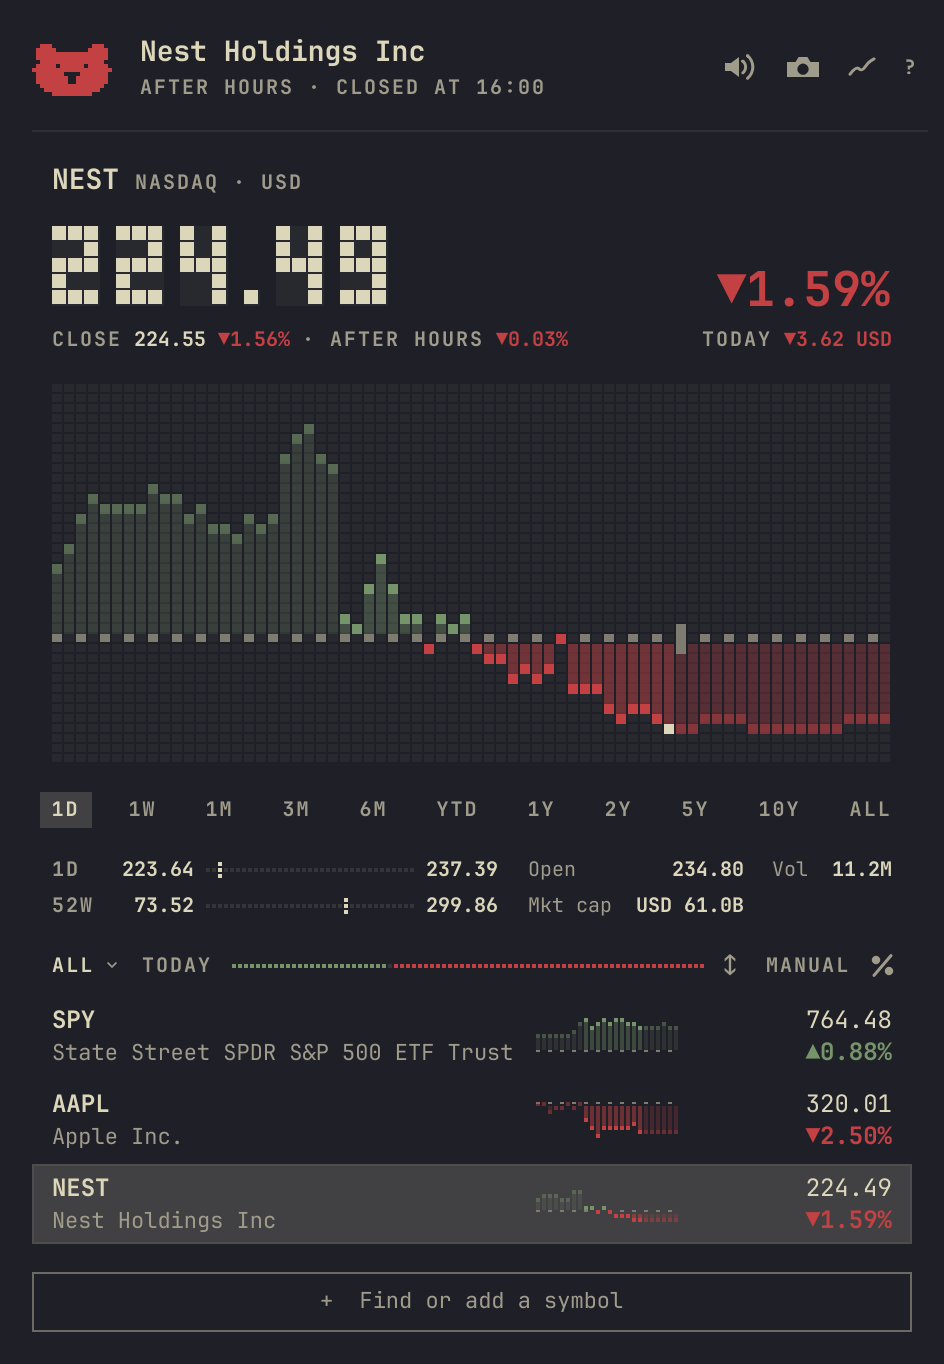 Nest Holdings Inc
AFTER HOURS · CLOSED AT 16:00
?
NEST NASDAQ · USD
224.49
▼1.59%
CLOSE 224.55 ▼1.56% · AFTER HOURS ▼0.03%
TODAY ▼3.62 USD
1D 1W 1M 3M 6M YTD 1Y 2Y 5Y 10Y ALL
1D 223.64 237.39 Open 234.80 Vol 11.2M
52W 73.52 299.86 Mkt cap USD 61.0B
ALL TODAY MANUAL %
SPY 764.48
State Street SPDR S&P 500 ETF Trust ▲0.88%
AAPL 320.01
Apple Inc. ▼2.50%
NEST 224.49
Nest Holdings Inc ▼1.59%
+ Find or add a symbol